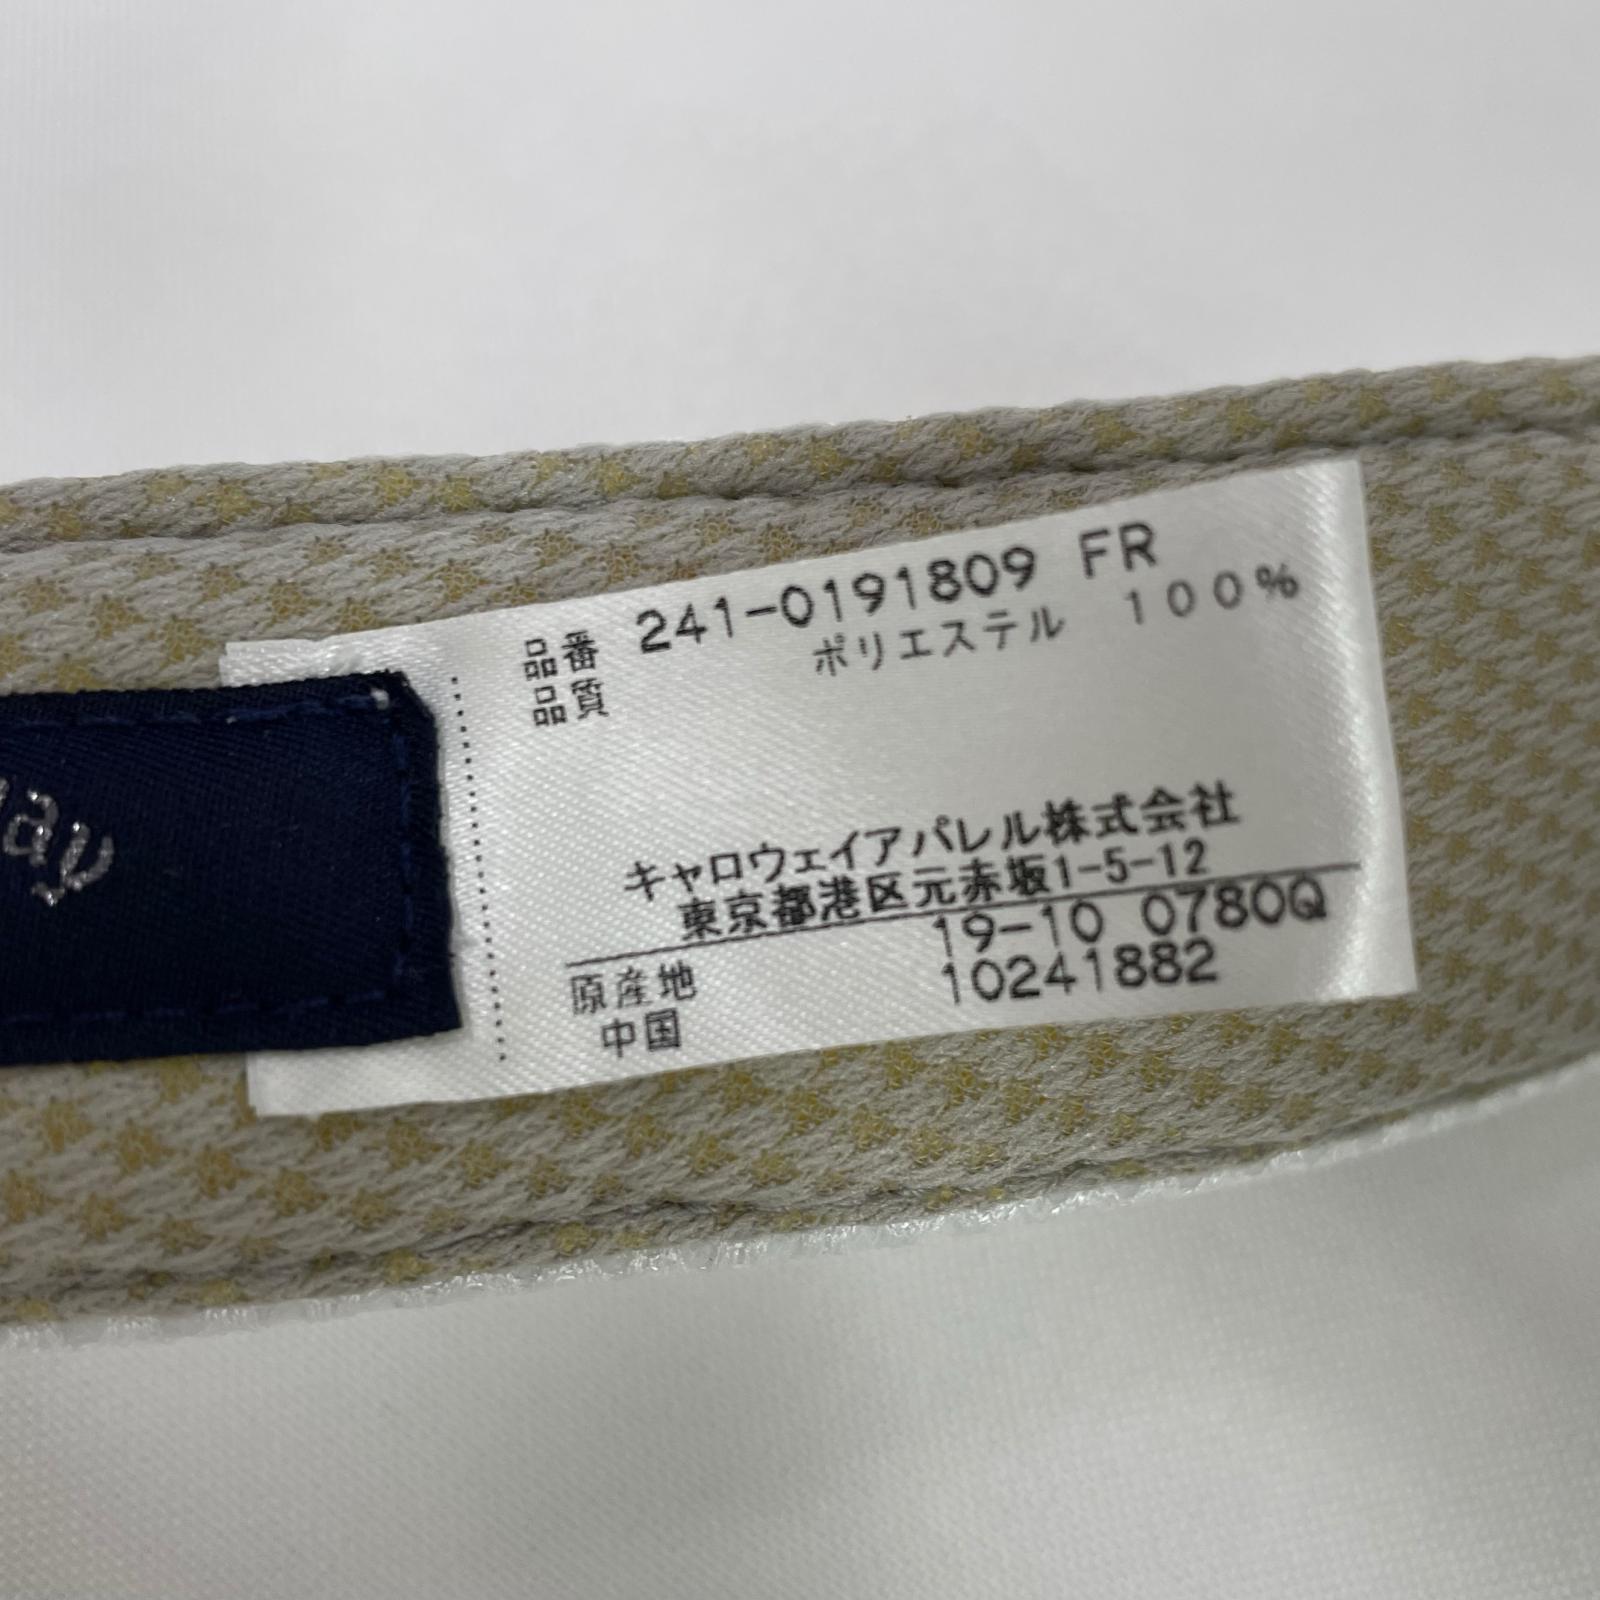 品番 241-0191809 FR
品質 ポリエステル 100%
キャロウェイアパレル株式会社
東京都港区元赤坂1-5-12
19-10 0780Q
原産地 10241882
中国
way